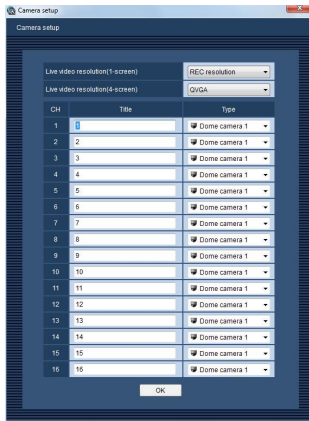 Camera setup
Camera setup
Live video resolution(1-screen) REC resolution
Live video resolution(4-screen) QVGA
CH Title Type
1 1 Dome camera 1
2 2 Dome camera 1
3 3 Dome camera 1
4 4 Dome camera 1
5 5 Dome camera 1
6 6 Dome camera 1
7 7 Dome camera 1
8 8 Dome camera 1
9 9 Dome camera 1
10 10 Dome camera 1
11 11 Dome camera 1
12 12 Dome camera 1
13 13 Dome camera 1
14 14 Dome camera 1
15 15 Dome camera 1
16 16 Dome camera 1
OK